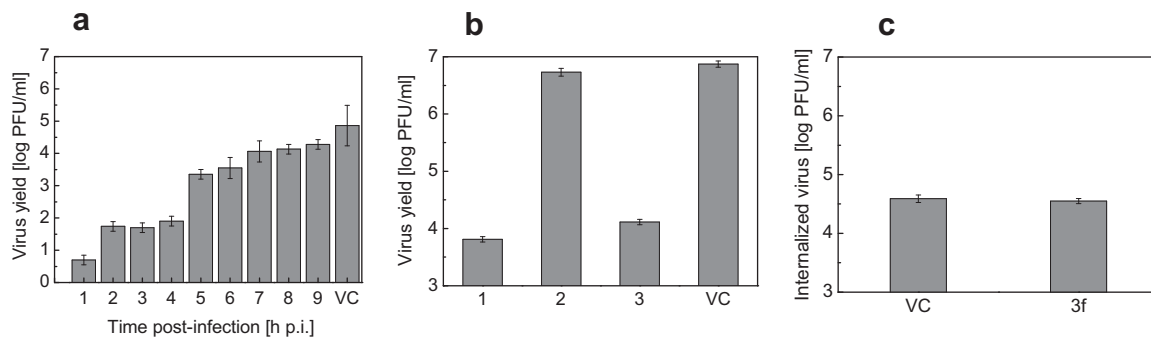 a
Virus yield [log PFU/ml]
7
6
5
4
3
2
1
0
1 2 3 4 5 6 7 8 9 VC
Time post-infection [h p.i.]
b
Virus yield [log PFU/ml]
7
6
5
4
3
1 2 3 VC
c
Internalized virus [log PFU/ml]
7
6
5
4
3
VC 3f